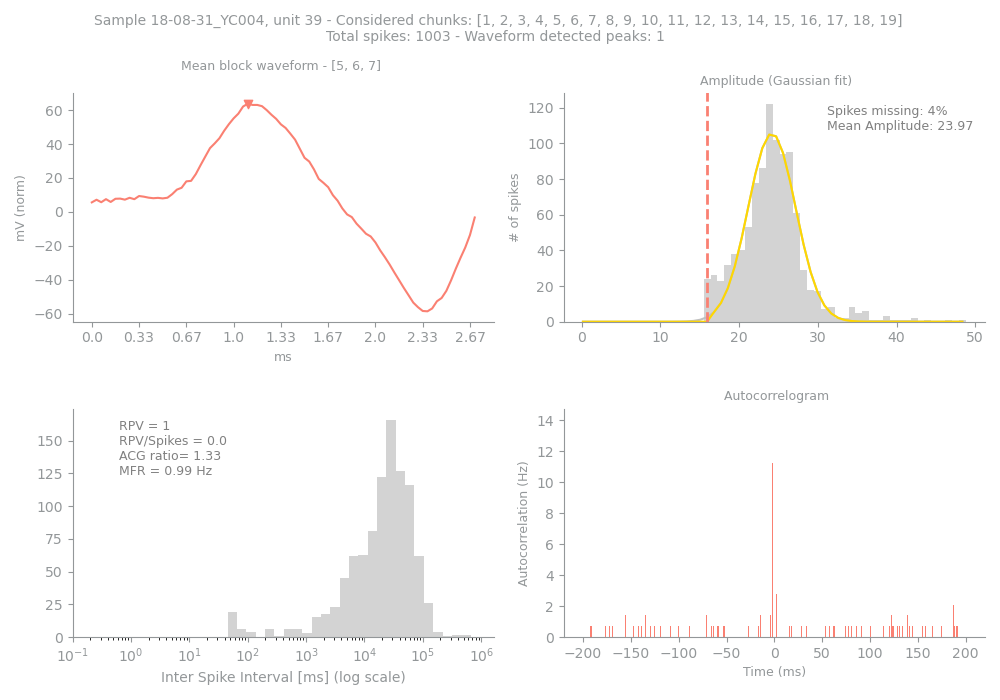 Sample 18-08-31_YC004, unit 39 - Considered chunks: [1, 2, 3, 4, 5, 6, 7, 8, 9, 10, 11, 12, 13, 14, 15, 16, 17, 18, 19]
Total spikes: 1003 - Waveform detected peaks: 1
Mean block waveform - [5, 6, 7]
mV (norm)
60
40
20
0
−20
−40
−60
0.0 0.33 0.67 1.0 1.33 1.67 2.0 2.33 2.67
ms
Amplitude (Gaussian fit)
Spikes missing: 4%
Mean Amplitude: 23.97
# of spikes
120
100
80
60
40
20
0
0 10 20 30 40 50
RPV = 1
RPV/Spikes = 0.0
ACG ratio= 1.33
MFR = 0.99 Hz
150
125
100
75
50
25
0
10⁻¹ 10⁰ 10¹ 10² 10³ 10⁴ 10⁵ 10⁶
Inter Spike Interval [ms] (log scale)
Autocorrelogram
Autocorrelation (Hz)
14
12
10
8
6
4
2
0
−200 −150 −100 −50 0 50 100 150 200
Time (ms)